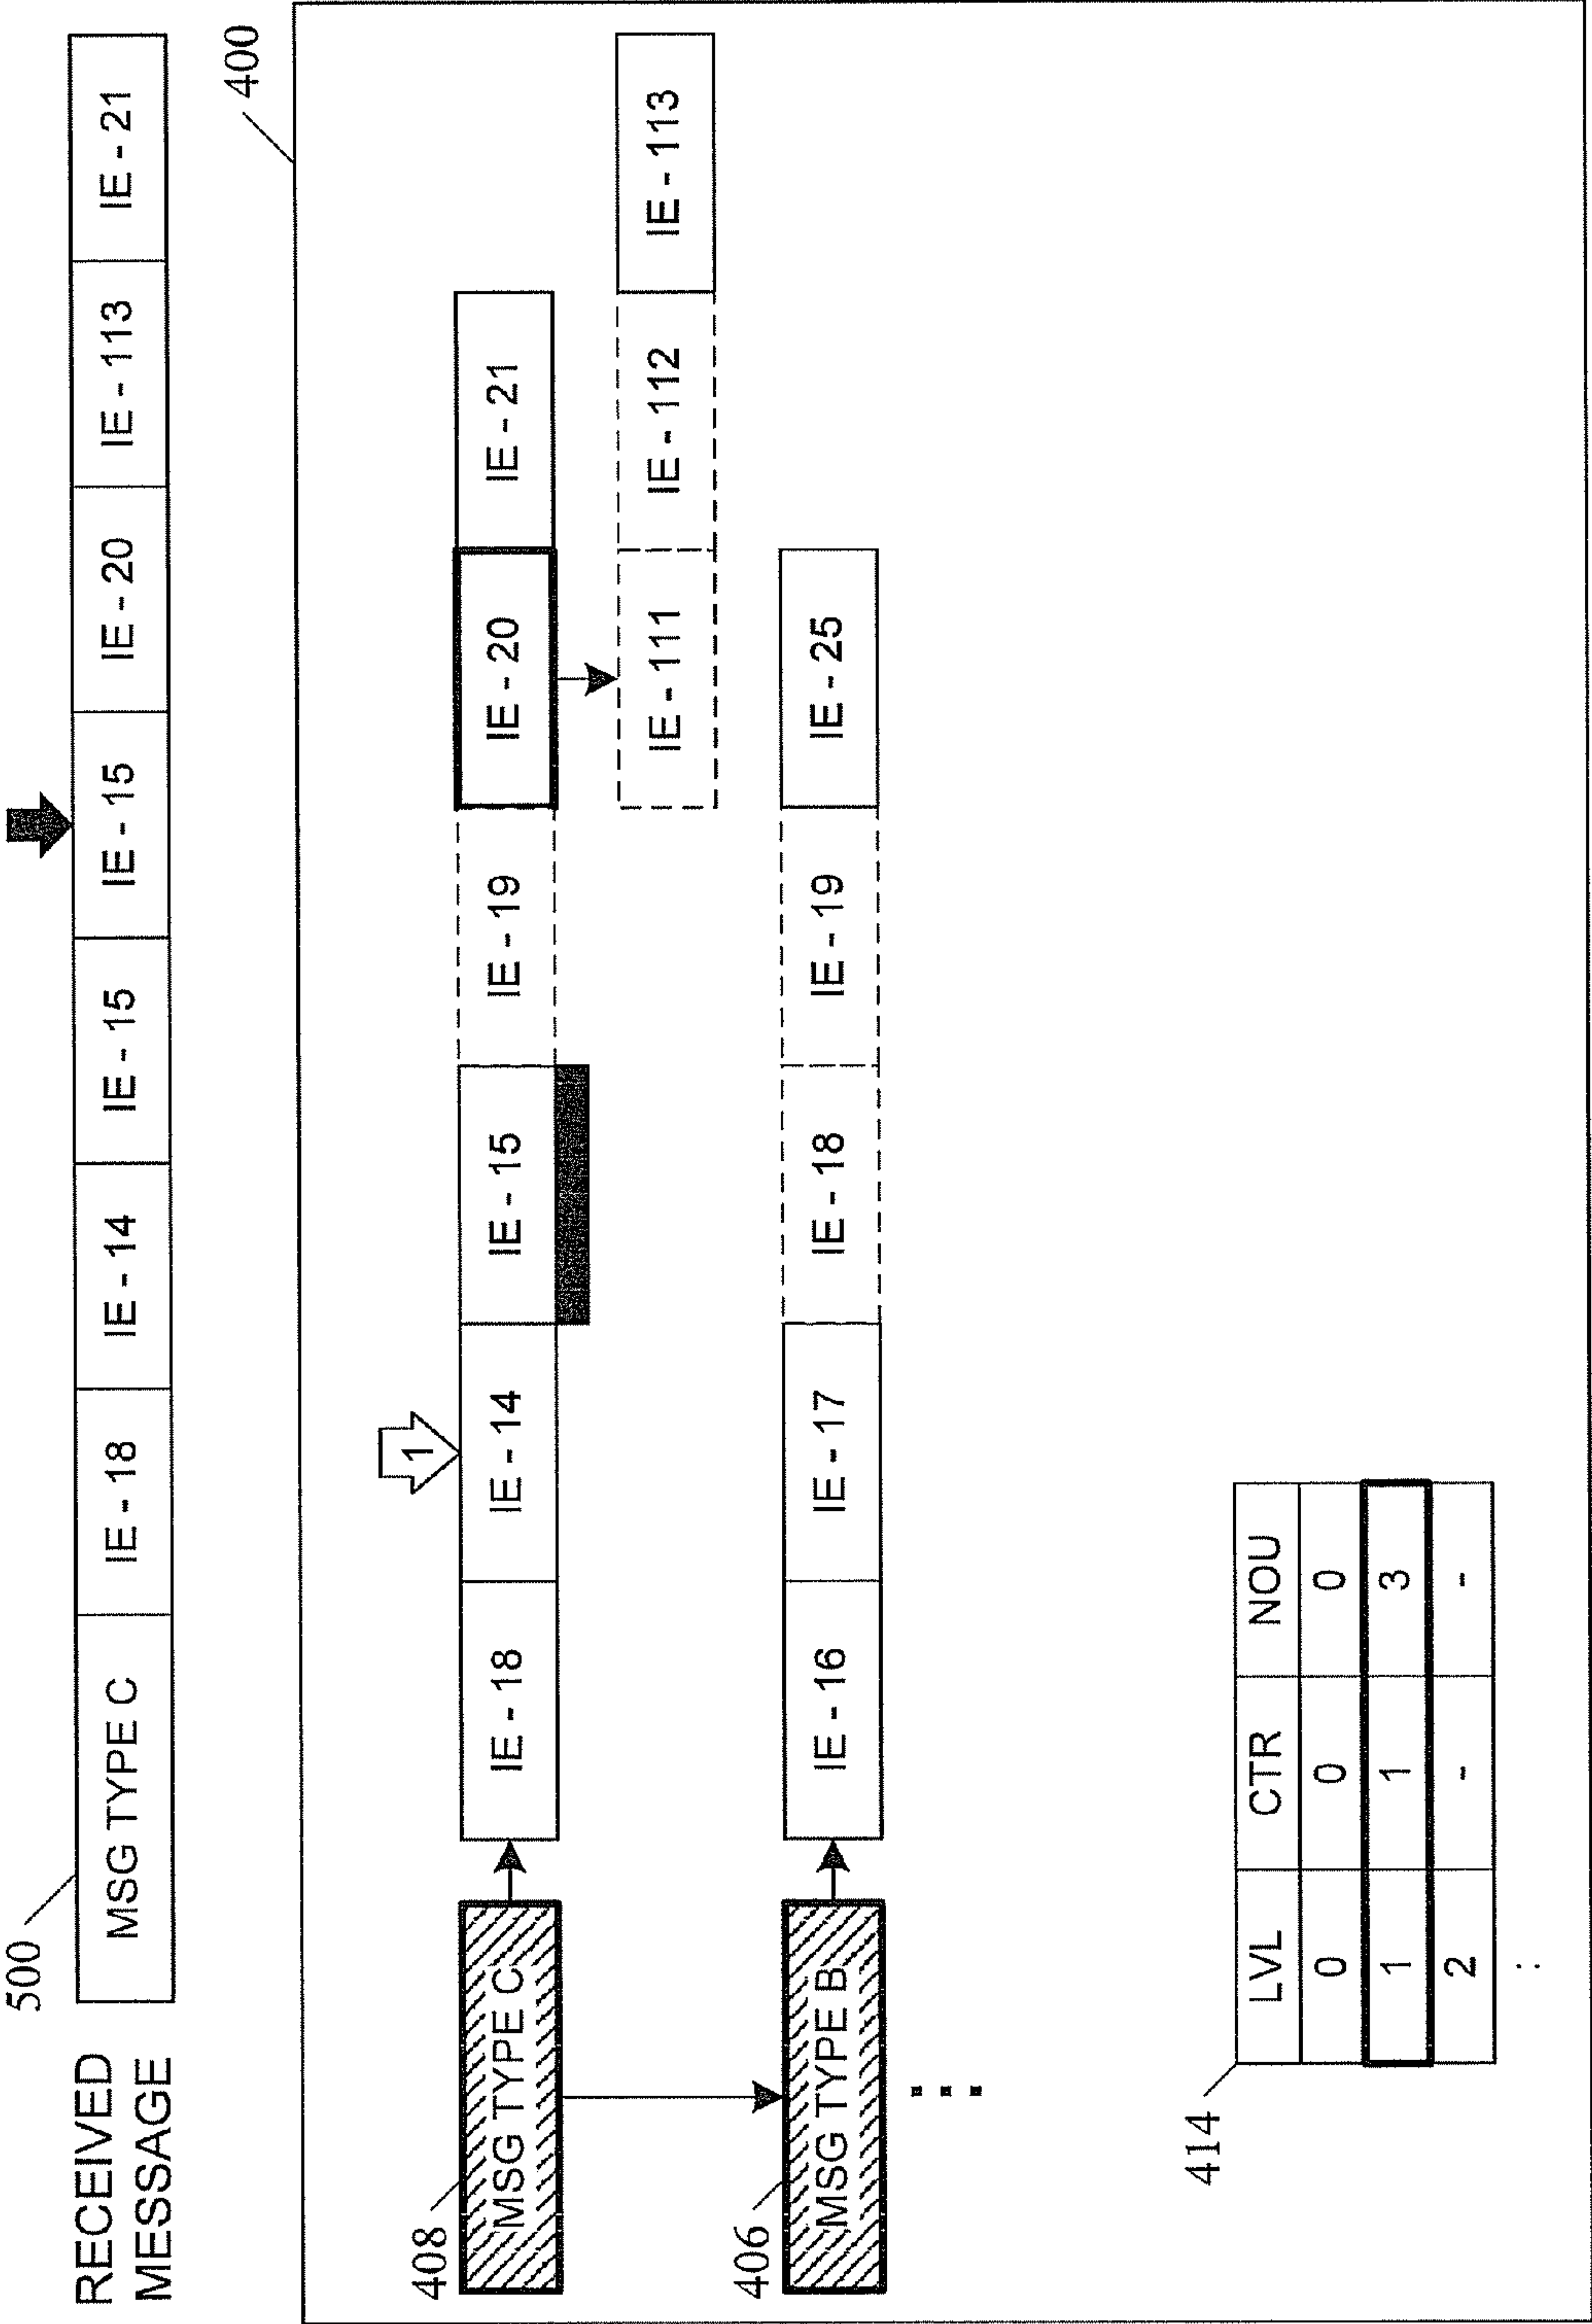 500
RECEIVED MESSAGE
MSG TYPE C IE - 18 IE - 14 IE - 15 IE - 15 IE - 20 IE - 113 IE - 21
400
1
408
MSG TYPE C IE - 18 IE - 14 IE - 15 IE - 19 IE - 20 IE - 21
IE - 111 IE - 112 IE - 113
406
MSG TYPE B IE - 16 IE - 17 IE - 18 IE - 19 IE - 25
414
LVL CTR NOU
0 0 0
1 1 3
2 - -
: